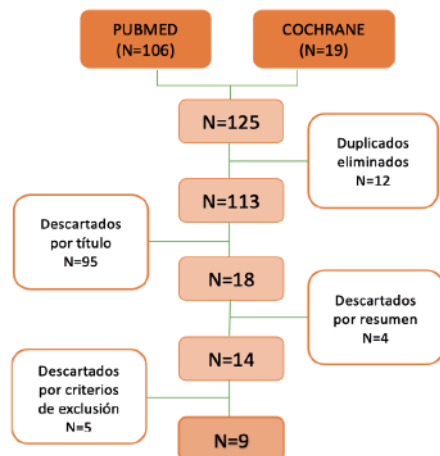 PUBMED
(N=106)
COCHRANE
(N=19)
N=125
Duplicados
eliminados
N=12
N=113
Descartados
por título
N=95
N=18
Descartados
por resumen
N=4
N=14
Descartados
por criterios
de exclusión
N=5
N=9